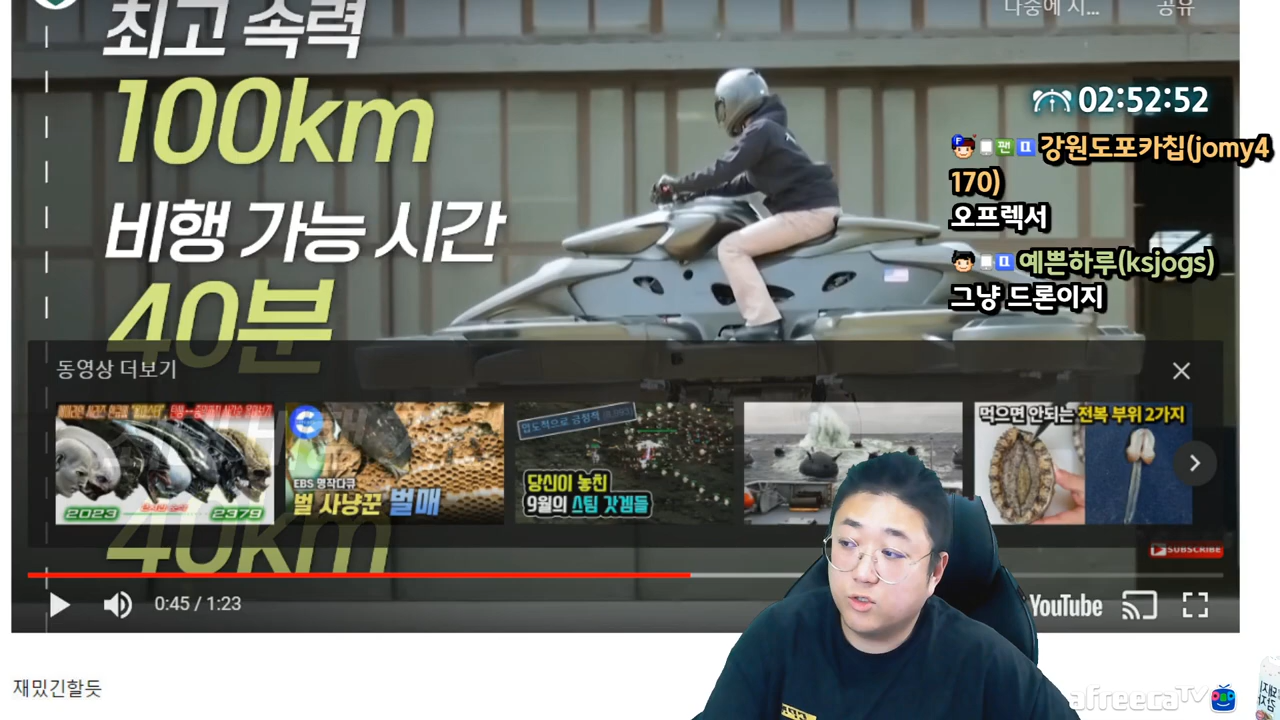 최고 속력
나중에 시...
공유
100km
02:52:52
팬
강원도포카칩(jomy4
170)
오프렉서
비행 가능 시간
예쁜하루(ksjogs)
그냥 드론이지
40분
동영상 더보기
2023
2379
EBS 명작다큐
벌 사냥꾼 벌매
압도적으로 긍정적
당신이 놓친
9월의 스팀 갓겜들
먹으면 안되는 전복 부위 2가지
40km
SUBSCRIBE
0:45 / 1:23
YouTube
재밌긴할듯
afreecaTV